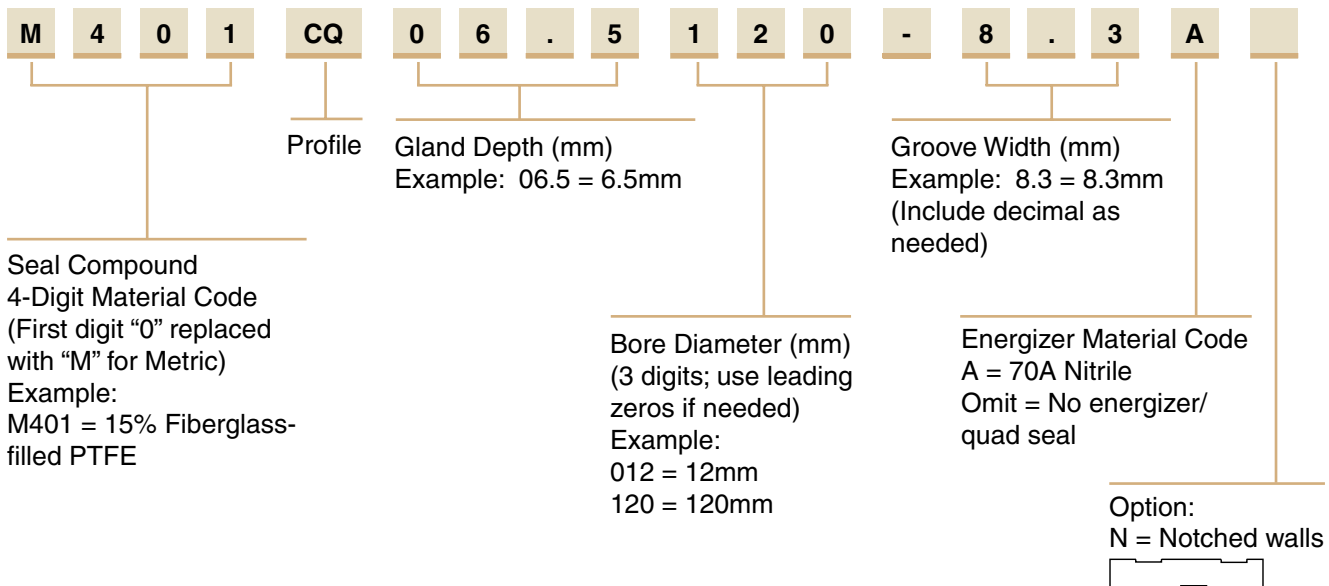 M 4 0 1 CQ 0 6 . 5 1 2 0 - 8 . 3 A
Profile
Gland Depth (mm)
Example: 06.5 = 6.5mm
Groove Width (mm)
Example: 8.3 = 8.3mm
(Include decimal as
needed)
Seal Compound
4-Digit Material Code
(First digit “0” replaced
with “M” for Metric)
Example:
M401 = 15% Fiberglass-
filled PTFE
Bore Diameter (mm)
(3 digits; use leading
zeros if needed)
Example:
012 = 12mm
120 = 120mm
Energizer Material Code
A = 70A Nitrile
Omit = No energizer/
quad seal
Option:
N = Notched walls